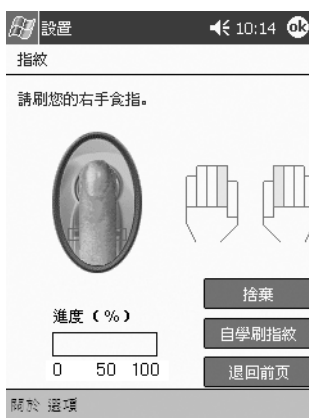 設置 10:14 ok
指紋
請刷您的右手食指。
捨棄
進度（%）
自學刷指紋
0 50 100
退回前页
關於 選項